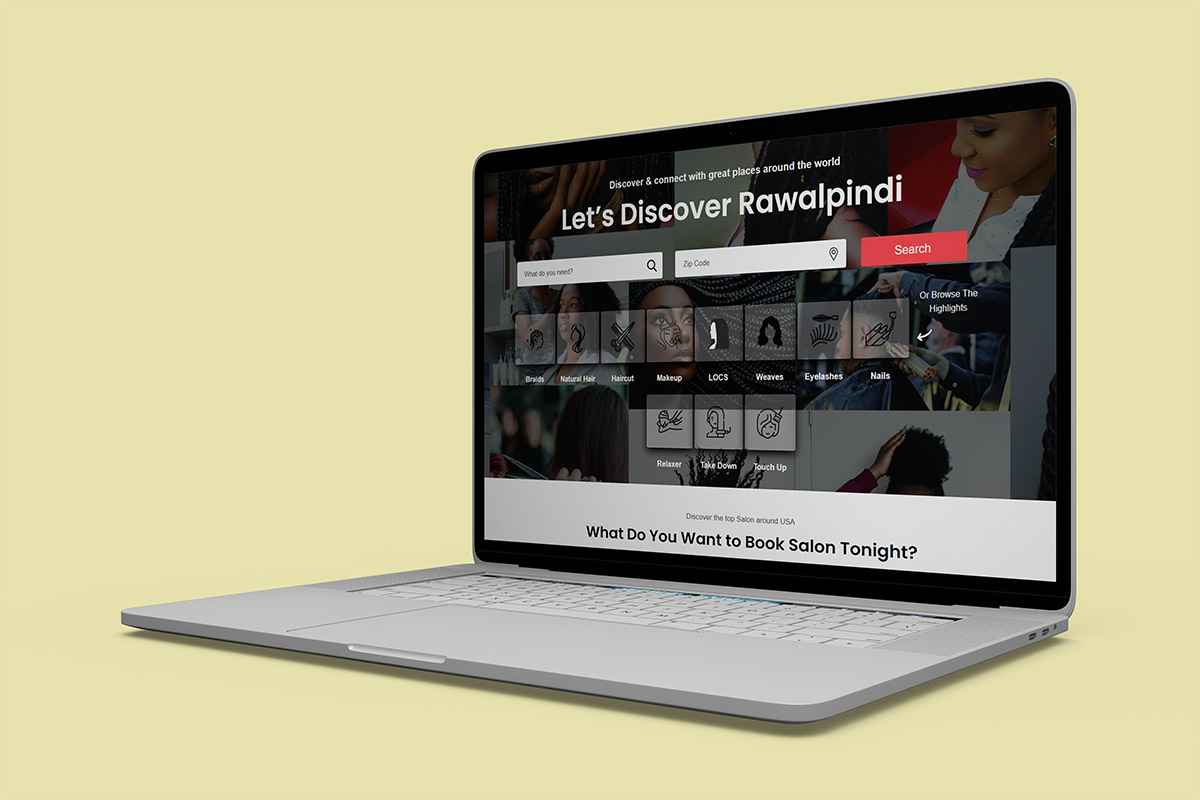 Discover & connect with great places around the world
Let's Discover Rawalpindi
What do you need?
Zip Code
Search
Or Browse The
Highlights
Braids
Natural Hair
Haircut
Makeup
LOCS
Weaves
Eyelashes
Nails
Relaxer
Take Down
Touch Up
Discover the top Salon around USA
What Do You Want to Book Salon Tonight?